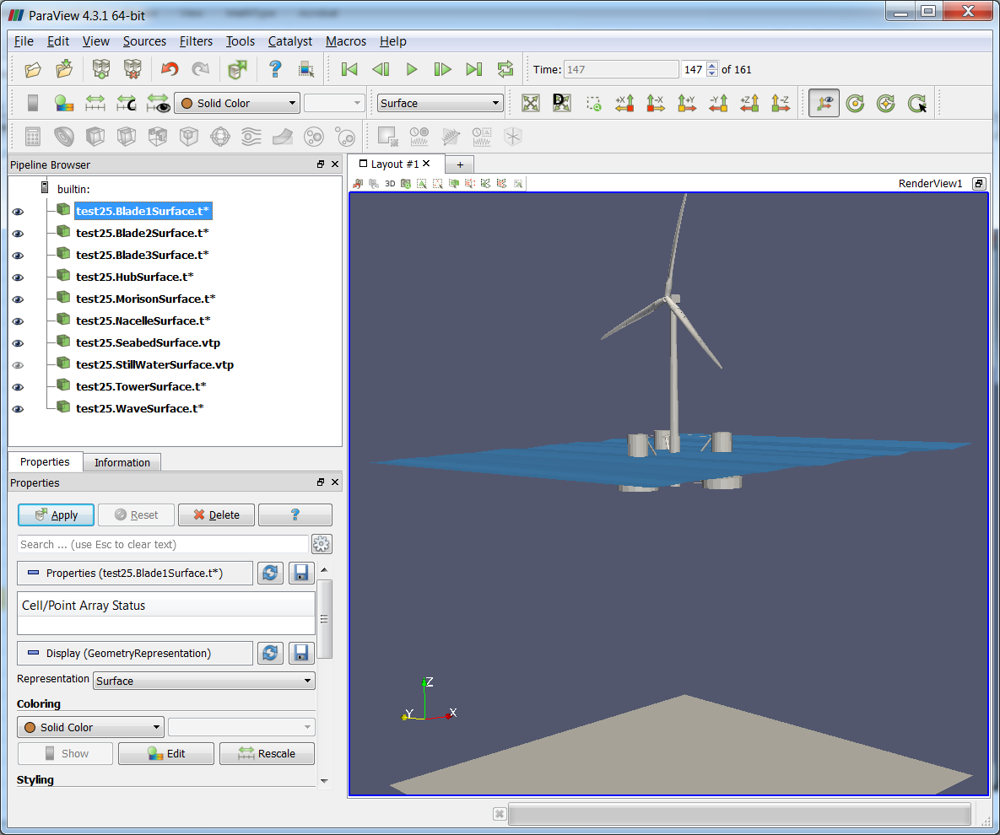 ParaView 4.3.1 64-bit
File Edit View Sources Filters Tools Catalyst Macros Help
Time: 147 147 of 161
Solid Color Surface +X -X +Y -Y +Z -Z
Pipeline Browser
Layout #1
3D RenderView1
builtin:
test25.Blade1Surface.t*
test25.Blade2Surface.t*
test25.Blade3Surface.t*
test25.HubSurface.t*
test25.MorisonSurface.t*
test25.NacelleSurface.t*
test25.SeabedSurface.vtp
test25.StillWaterSurface.vtp
test25.TowerSurface.t*
test25.WaveSurface.t*
Properties Information
Properties
Apply Reset Delete ?
Search ... (use Esc to clear text)
Properties (test25.Blade1Surface.t*)
Cell/Point Array Status
Display (GeometryRepresentation)
Representation Surface
Coloring
Solid Color
Show Edit Rescale
Styling
Z
Y X